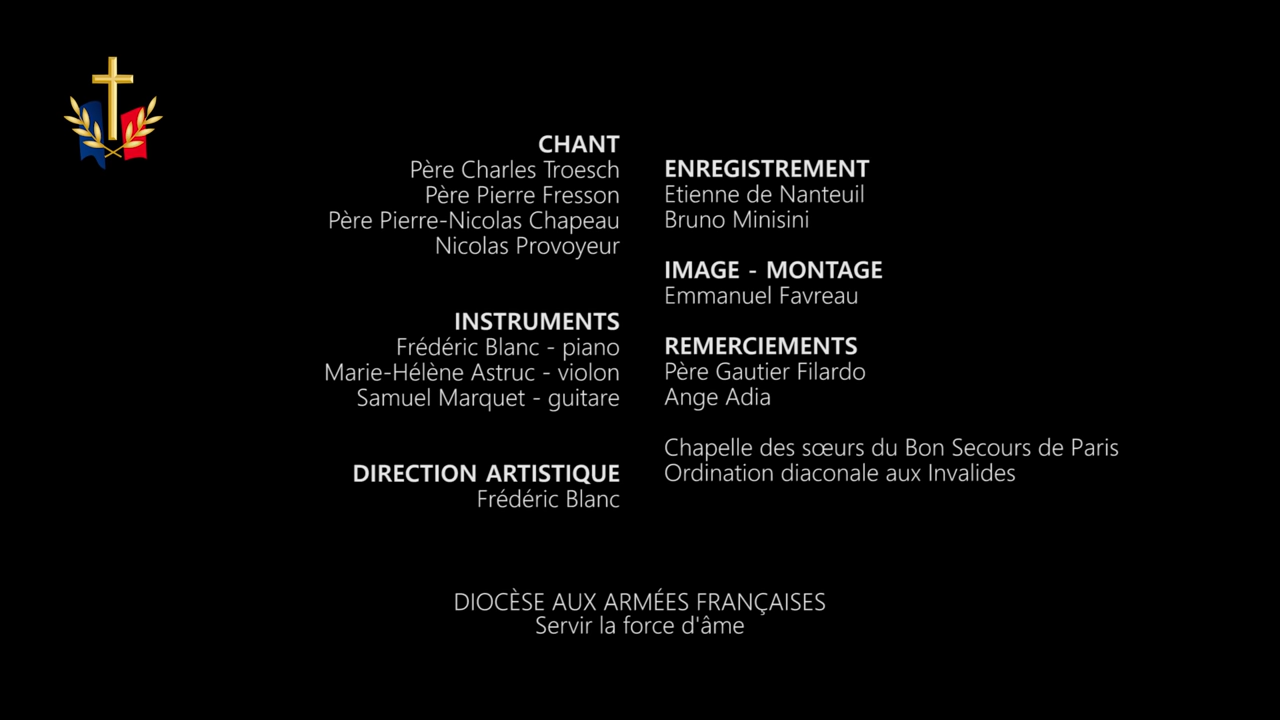 CHANT
Père Charles Troesch
Père Pierre Fresson
Père Pierre-Nicolas Chapeau
Nicolas Provoyeur
INSTRUMENTS
Frédéric Blanc - piano
Marie-Hélène Astruc - violon
Samuel Marquet - guitare
DIRECTION ARTISTIQUE
Frédéric Blanc
ENREGISTREMENT
Etienne de Nanteuil
Bruno Minisini
IMAGE - MONTAGE
Emmanuel Favreau
REMERCIEMENTS
Père Gautier Filardo
Ange Adia
Chapelle des sœurs du Bon Secours de Paris
Ordination diaconale aux Invalides
DIOCÈSE AUX ARMÉES FRANÇAISES
Servir la force d'âme